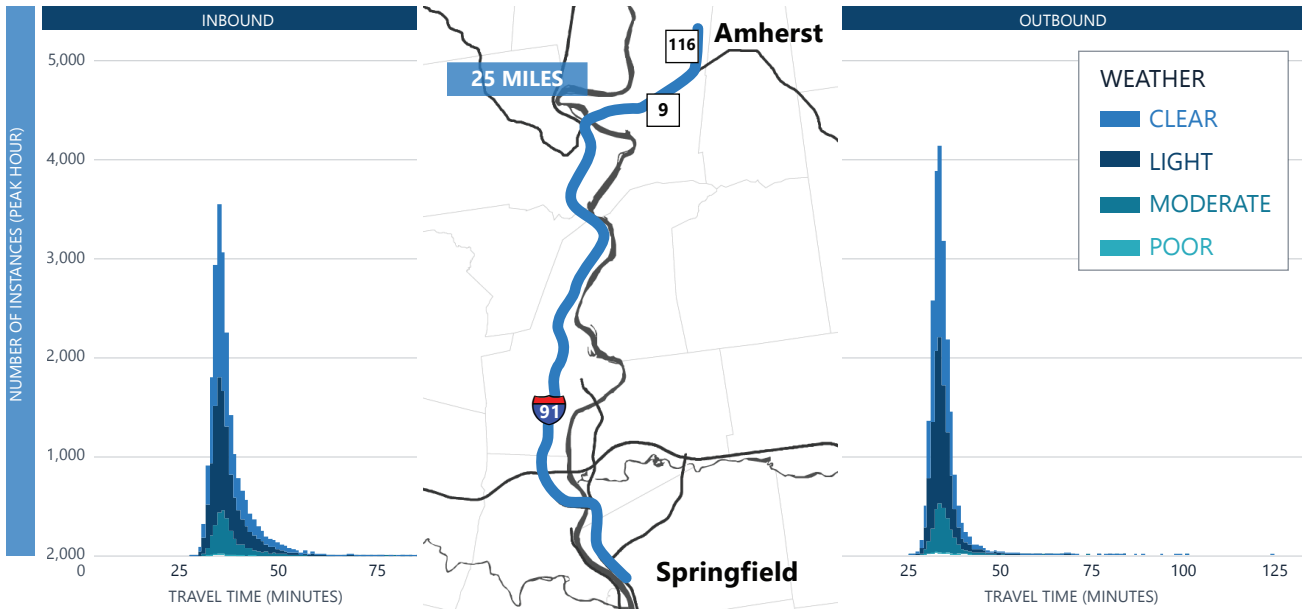 INBOUND
NUMBER OF INSTANCES (PEAK HOUR)
5,000
4,000
3,000
2,000
1,000
2,000
0
25
50
75
TRAVEL TIME (MINUTES)
Amherst
116
25 MILES
9
91
Springfield
OUTBOUND
WEATHER
CLEAR
LIGHT
MODERATE
POOR
25
50
75
100
125
TRAVEL TIME (MINUTES)